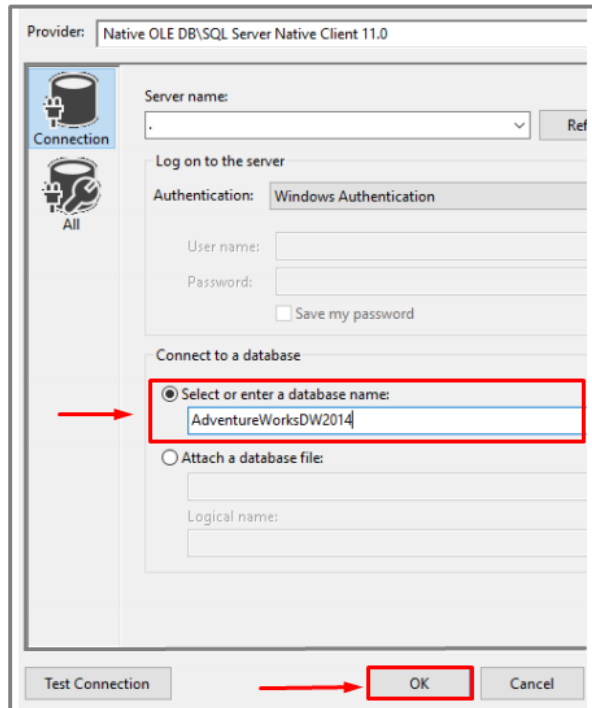 Provider: Native OLE DB\SQL Server Native Client 11.0
Connection
All
Server name:
. Ref
Log on to the server
Authentication: Windows Authentication
User name:
Password:
Save my password
Connect to a database
Select or enter a database name:
AdventureWorksDW2014
Attach a database file:
Logical name:
Test Connection OK Cancel